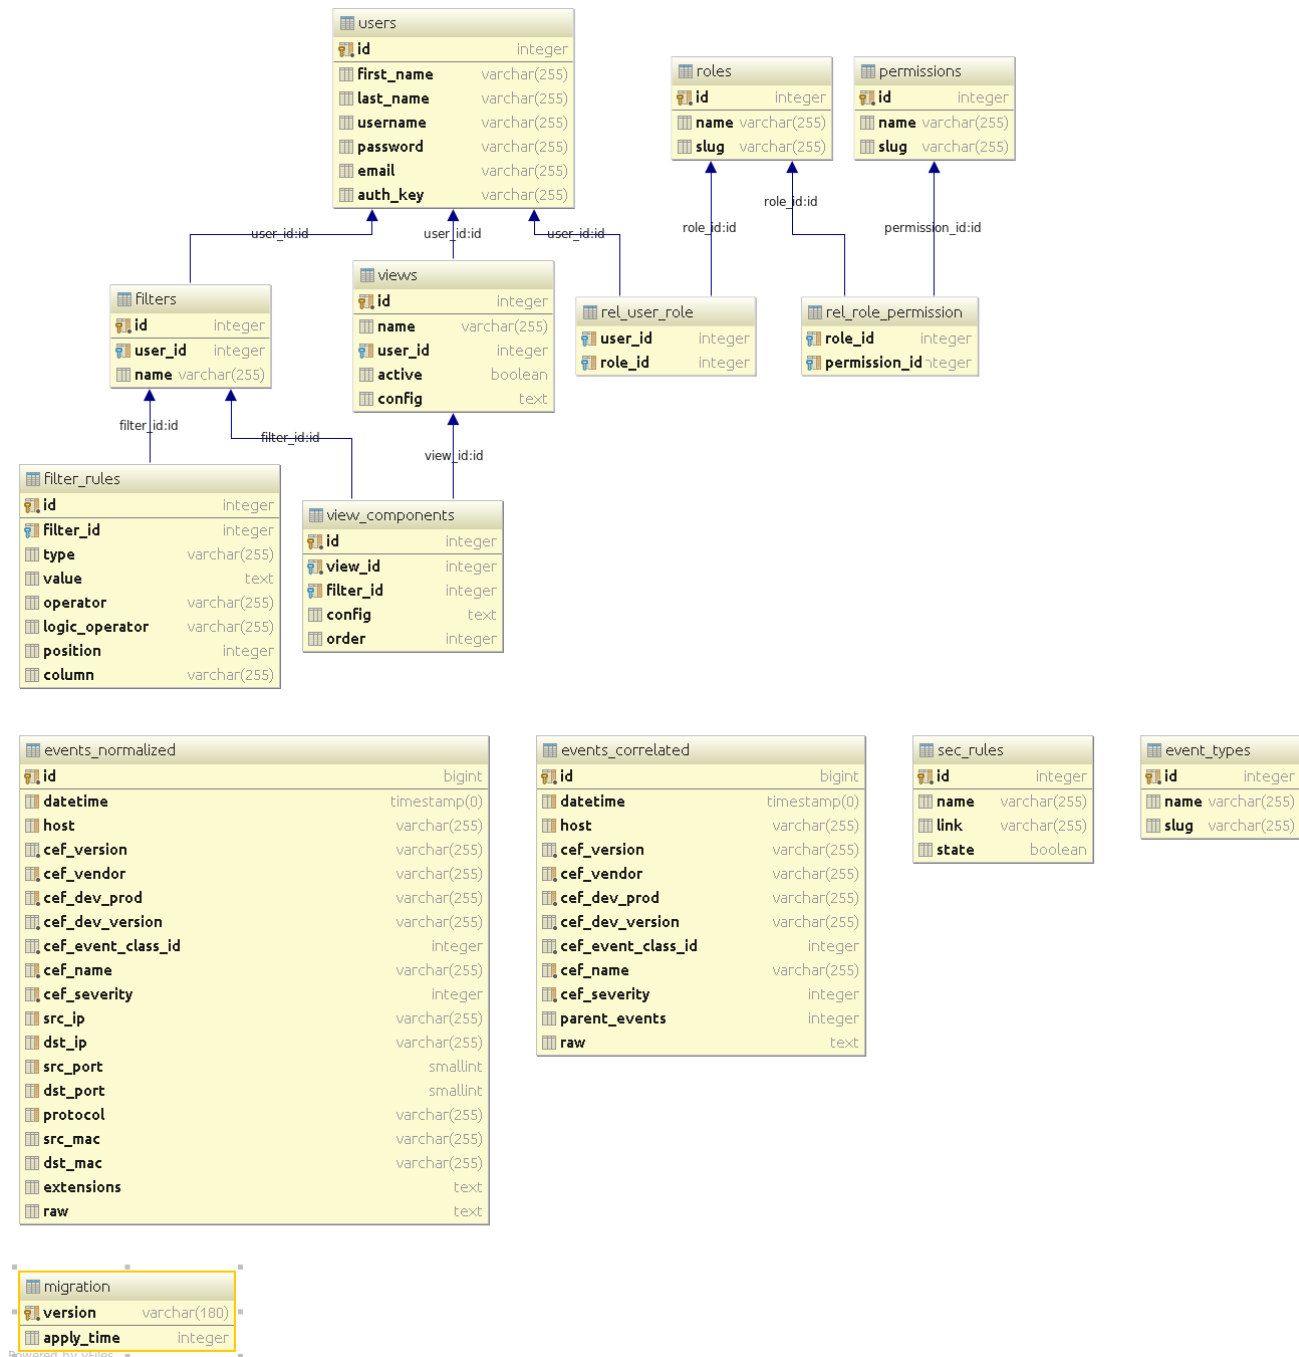 users
id integer
first_name varchar(255)
last_name varchar(255)
username varchar(255)
password varchar(255)
email varchar(255)
auth_key varchar(255)
roles
id integer
name varchar(255)
slug varchar(255)
permissions
id integer
name varchar(255)
slug varchar(255)
user_id:id
user_id:id
user_id:id
role_id:id
role_id:id
permission_id:id
filters
id integer
user_id integer
name varchar(255)
views
id integer
name varchar(255)
user_id integer
active boolean
config text
rel_user_role
user_id integer
role_id integer
rel_role_permission
role_id integer
permission_id
filter_id:id
filter_id:id
view_id:id
filter_rules
id integer
filter_id integer
type varchar(255)
value text
operator varchar(255)
logic_operator varchar(255)
position integer
column varchar(255)
view_components
id integer
view_id integer
filter_id integer
config text
order integer
events_normalized
id bigint
datetime timestamp(0)
host varchar(255)
cef_version varchar(255)
cef_vendor varchar(255)
cef_dev_prod varchar(255)
cef_dev_version varchar(255)
cef_event_class_id integer
cef_name varchar(255)
cef_severity integer
src_ip varchar(255)
dst_ip varchar(255)
src_port smallint
dst_port smallint
protocol varchar(255)
src_mac varchar(255)
dst_mac varchar(255)
extensions text
raw text
events_correlated
id bigint
datetime timestamp(0)
host varchar(255)
cef_version varchar(255)
cef_vendor varchar(255)
cef_dev_prod varchar(255)
cef_dev_version varchar(255)
cef_event_class_id integer
cef_name varchar(255)
cef_severity integer
parent_events integer
raw text
sec_rules
id integer
name varchar(255)
link varchar(255)
state boolean
event_types
id integer
name varchar(255)
slug varchar(255)
migration
version varchar(180)
apply_time integer
Powered by yFiles